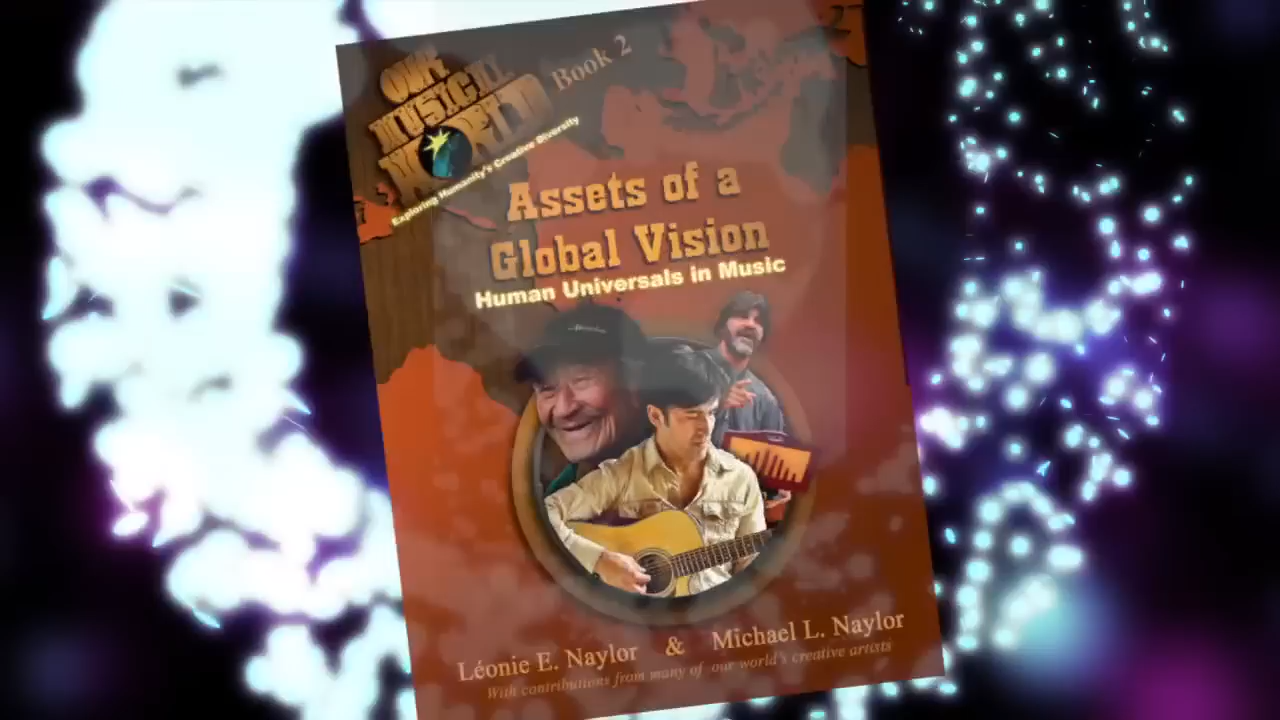 OUR
MUSICAL
WORLD
Book 2
Exploring Humanity's Creative Diversity
Assets of a
Global Vision
Human Universals in Music
Léonie E. Naylor & Michael L. Naylor
With contributions from many of our world's creative artists